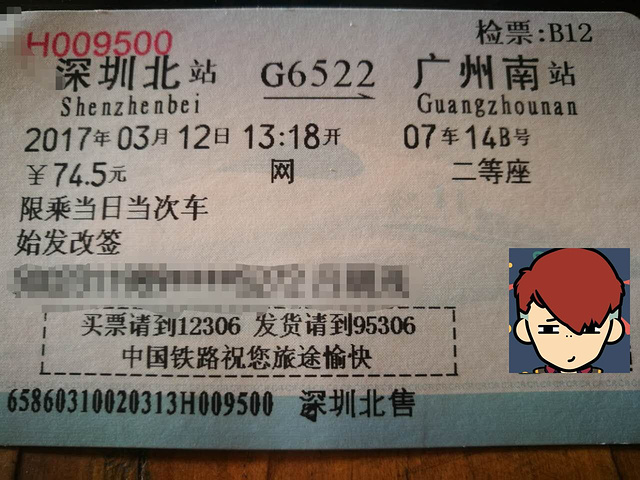 H009500
检票:B12
深圳北站 G6522 广州南站
Shenzhenbei Guangzhounan
2017年03月12日 13:18开 07车14B号
￥74.5元 网 二等座
限乘当日当次车
始发改签
买票请到12306 发货请到95306
中国铁路祝您旅途愉快
65860310020313H009500 深圳北售